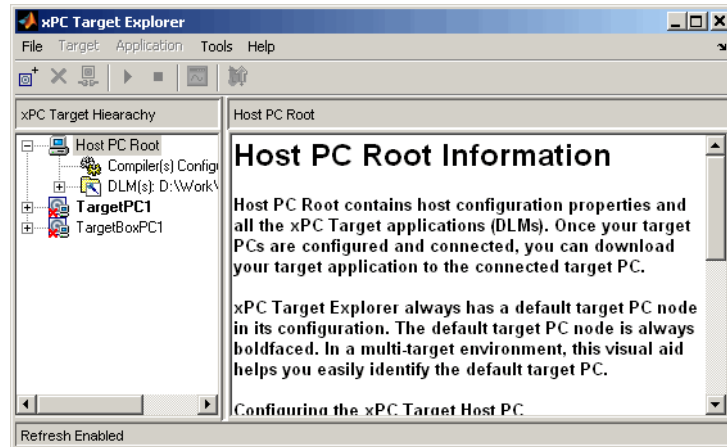 xPC Target Explorer
File Target Application Tools Help
xPC Target Hiearachy
Host PC Root
Host PC Root
Compiler(s) Config
DLM(s): D:\Work\
TargetPC1
TargetBoxPC1
Host PC Root Information
Host PC Root contains host configuration properties and
all the xPC Target applications (DLMs). Once your target
PCs are configured and connected, you can download
your target application to the connected target PC.
xPC Target Explorer always has a default target PC node
in its configuration. The default target PC node is always
boldfaced. In a multi-target environment, this visual aid
helps you easily identify the default target PC.
Configuring the xPC Target Host PC
Refresh Enabled